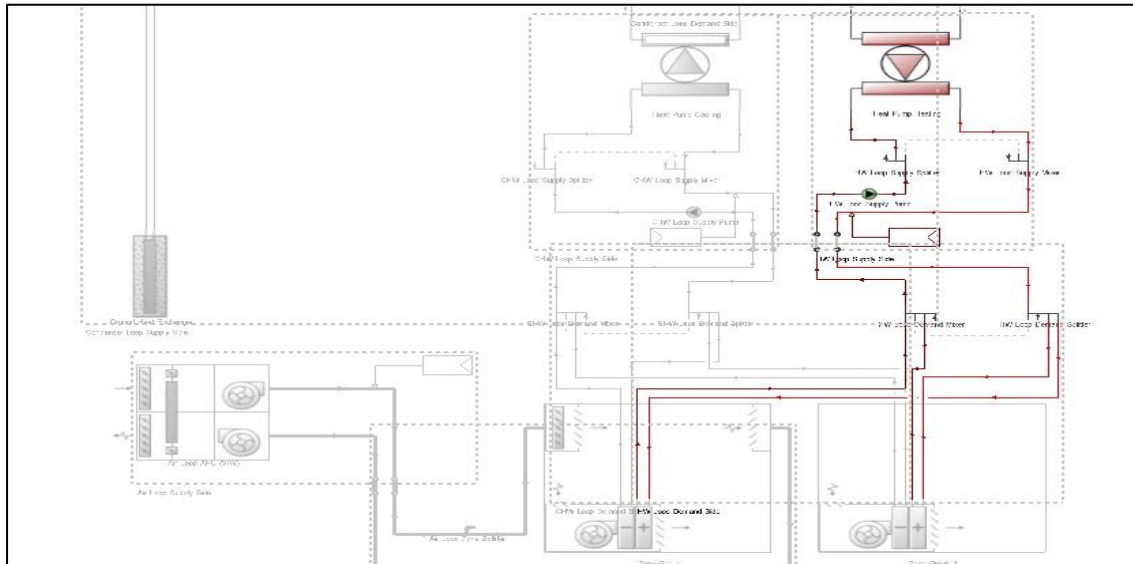 Condenser Loop Demand Side
Heat Pump Cooling
Heat Pump Heating
CHW Loop Supply Splitter
CHW Loop Supply Mixer
HW Loop Supply Splitter
HW Loop Supply Mixer
HW Loop Supply Pump
CHW Loop Supply Pump
CHW Loop Supply Side
HW Loop Supply Side
Ground Heat Exchanger
Condenser Loop Supply Side
CHW Loop Demand Mixer
CHW Loop Demand Splitter
HW Loop Demand Mixer
HW Loop Demand Splitter
Air Loop AHU
Air Loop Supply Side
CHW Loop Demand
HW Loop Demand Side
Air Loop Zone Splitter